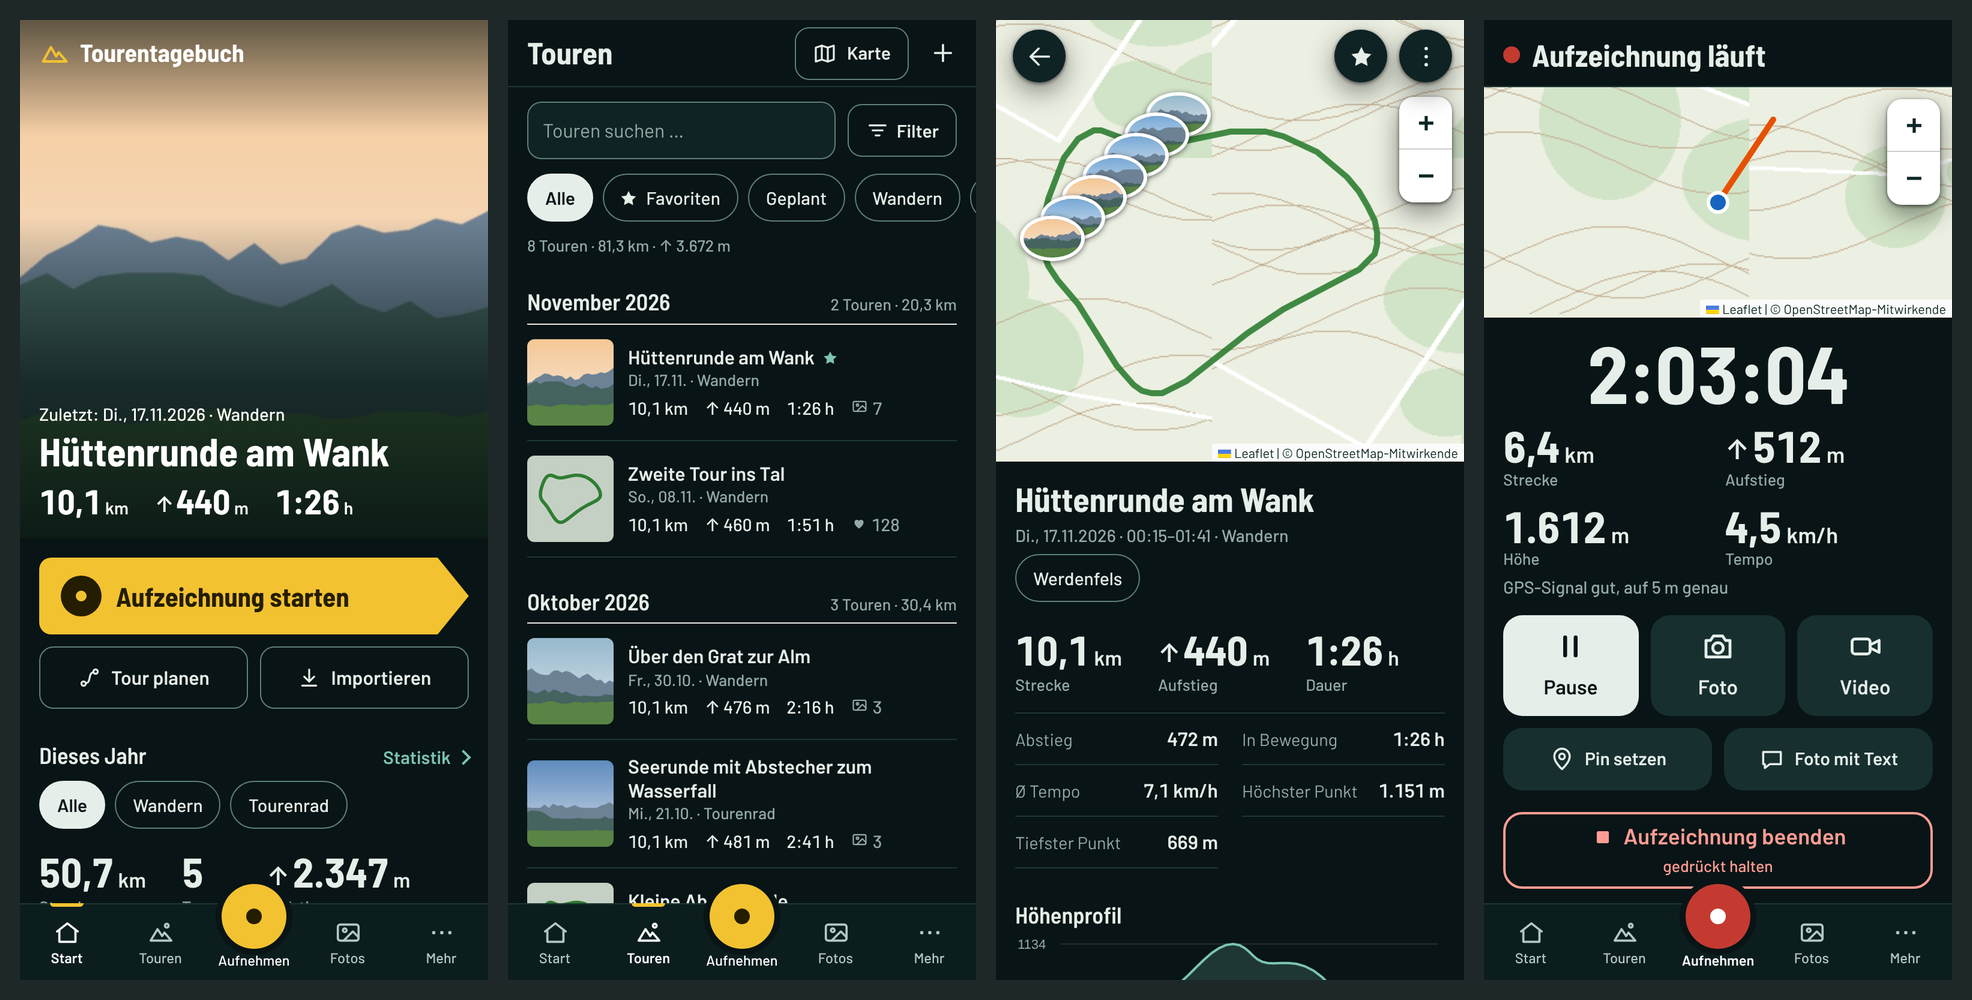 Tourentagebuch
Zuletzt: Di., 17.11.2026 · Wandern
Hüttenrunde am Wank
10,1 km ↑440 m 1:26 h
Aufzeichnung starten
Tour planen
Importieren
Dieses Jahr
Statistik
Alle
Wandern
Tourenrad
50,7 km 5 ↑2.347 m
Start
Touren
Aufnehmen
Fotos
Mehr
Touren
Karte
Touren suchen ...
Filter
Alle
Favoriten
Geplant
Wandern
8 Touren · 81,3 km · ↑ 3.672 m
November 2026
2 Touren · 20,3 km
Hüttenrunde am Wank
Di., 17.11. · Wandern
10,1 km ↑ 440 m 1:26 h 7
Zweite Tour ins Tal
So., 08.11. · Wandern
10,1 km ↑ 460 m 1:51 h 128
Oktober 2026
3 Touren · 30,4 km
Über den Grat zur Alm
Fr., 30.10. · Wandern
10,1 km ↑ 476 m 2:16 h 3
Seerunde mit Abstecher zum
Wasserfall
Mi., 21.10. · Tourenrad
10,1 km ↑ 481 m 2:41 h 3
Kleine
Start
Touren
Aufnehmen
Fotos
Mehr
+
−
Leaflet | © OpenStreetMap-Mitwirkende
Hüttenrunde am Wank
Di., 17.11.2026 · 00:15–01:41 · Wandern
Werdenfels
10,1 km ↑440 m 1:26 h
Strecke Aufstieg Dauer
Abstieg 472 m
In Bewegung 1:26 h
Ø Tempo 7,1 km/h
Höchster Punkt 1.151 m
Tiefster Punkt 669 m
Höhenprofil
1134
Aufzeichnung läuft
+
−
Leaflet | © OpenStreetMap-Mitwirkende
2:03:04
6,4 km ↑512 m
Strecke Aufstieg
1.612 m 4,5 km/h
Höhe Tempo
GPS-Signal gut, auf 5 m genau
Pause
Foto
Video
Pin setzen
Foto mit Text
Aufzeichnung beenden
gedrückt halten
Start
Touren
Aufnehmen
Fotos
Mehr